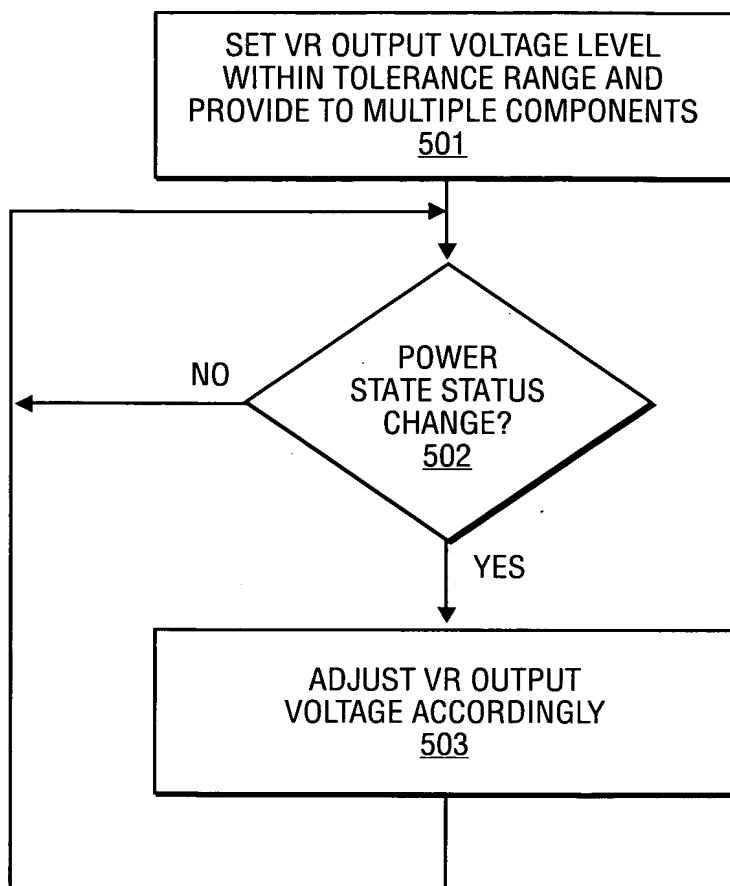 SET VR OUTPUT VOLTAGE LEVEL
WITHIN TOLERANCE RANGE AND
PROVIDE TO MULTIPLE COMPONENTS
501
POWER
STATE STATUS
CHANGE?
502
NO
YES
ADJUST VR OUTPUT
VOLTAGE ACCORDINGLY
503